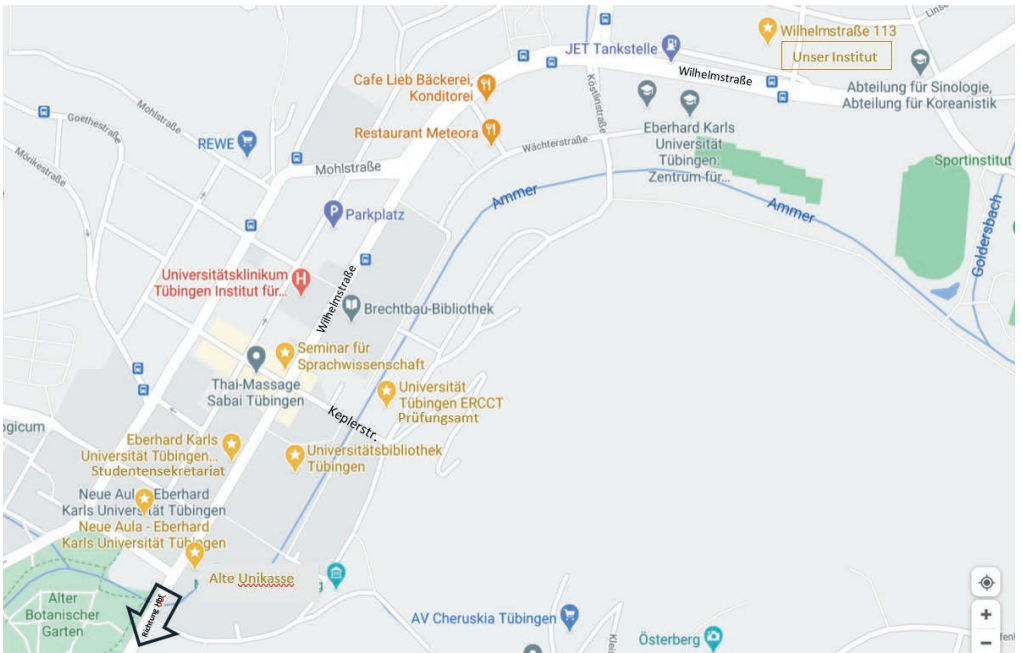 Wilhelmstraße 113
Unser Institut
JET Tankstelle
Wilhelmstraße
Abteilung für Sinologie,
Abteilung für Koreanistik
Cafe Lieb Bäckerei,
Konditorei
Köstlinstraße
Mohlstraße
Goethestraße
REWE
Restaurant Meteora
Wächterstraße
Eberhard Karls
Universität
Tübingen
Zentrum für...
Mörikestraße
Mohlstraße
Sportinstitut
Ammer
Ammer
Parkplatz
Goldersbach
Universitätsklinikum
Tübingen Institut für...
Wilhelmstraße
Brechtbau-Bibliothek
Seminar für
Sprachwissenschaft
Thai-Massage
Sabai Tübingen
Universität
Tübingen ERCCT
Prüfungsamt
Keplerstr.
ogicum
Eberhard Karls
Universität Tübingen...
Studentensekretariat
Universitätsbibliothek
Tübingen
Neue Aula - Eberhard
Karls Universität Tübingen
Neue Aula - Eberhard
Karls Universität Tübingen
Alte Unikasse
Alter
Botanischer
Garten
Richtung Hbf.
AV Cheruskia Tübingen
Österberg